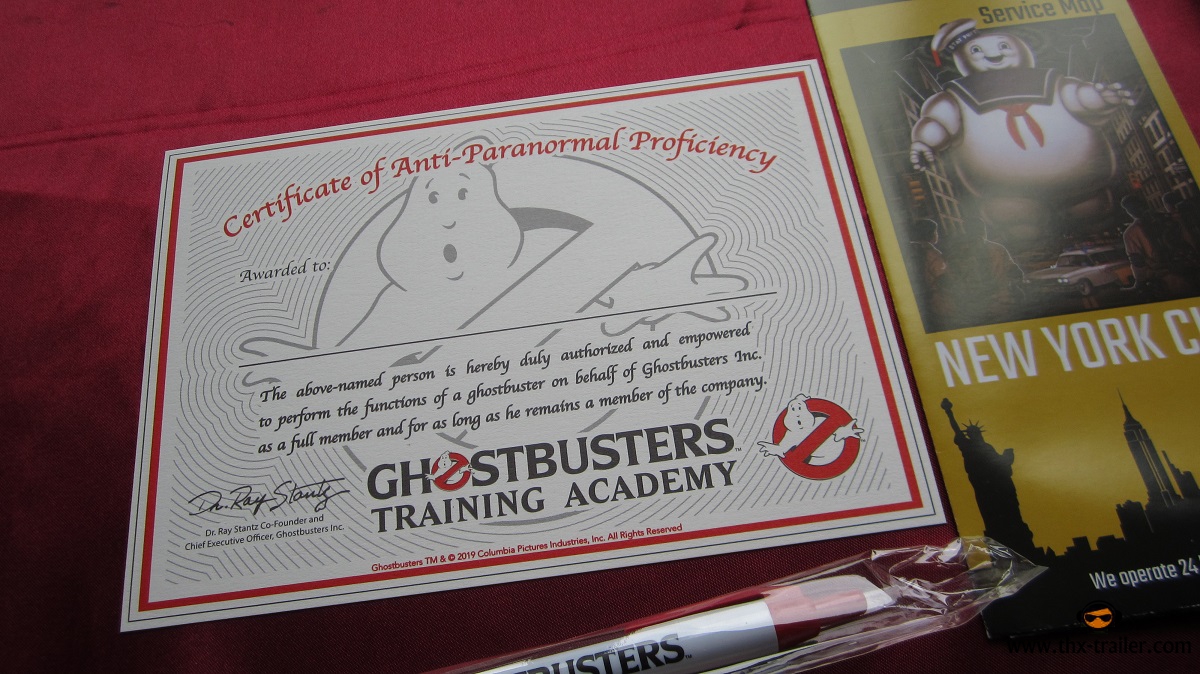 Certificate of Anti-Paranormal Proficiency
Awarded to:
The above-named person is hereby duly authorized and empowered
to perform the functions of a ghostbuster on behalf of Ghostbusters Inc.
as a full member and for as long as he remains a member of the company.
Dr. Ray Stantz
Dr. Ray Stantz Co-Founder and
Chief Executive Officer, Ghostbusters Inc.
GHOSTBUSTERS™
TRAINING ACADEMY
Ghostbusters TM & © 2019 Columbia Pictures Industries, Inc. All Rights Reserved
Service Map
NEW YORK C
We operate 24
BUSTERS™
www.thx-trailer.com